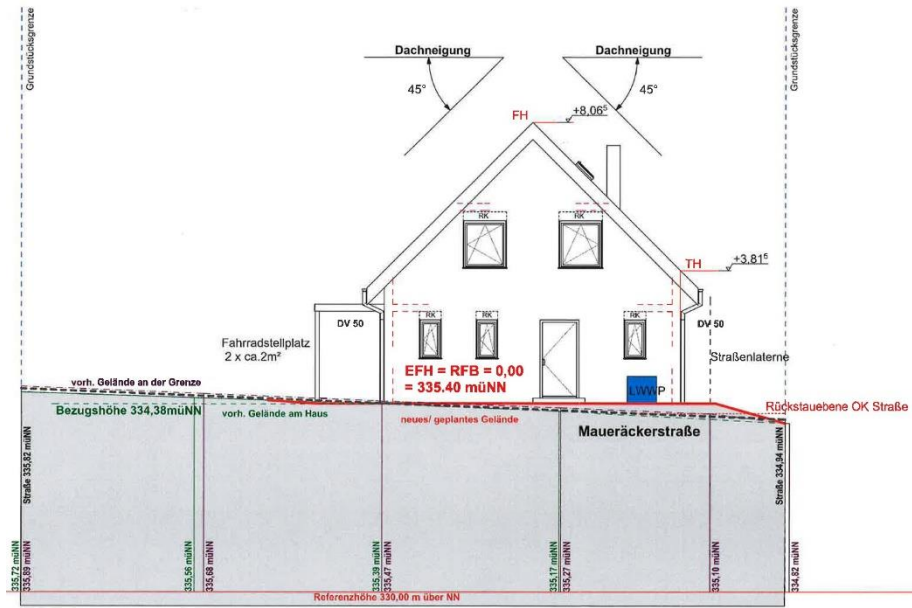 Grundstücksgrenze
Dachneigung
Dachneigung
Grundstücksgrenze
45°
45°
FH
+8,06⁵
RK
RK
TH
+3.81⁵
DV 50
RK
RK
RK
DV 50
Fahrradstellplatz
2 x ca.2m²
Straßenlaterne
EFH = RFB = 0,00
= 335.40 müNN
LWWP
vorh. Gelände an der Grenze
Bezugshöhe 334,38müNN
vorh. Gelände am Haus
neues/ geplantes Gelände
Rückstauebene OK Straße
Maueräckerstraße
Straße 335,82 müNN
Straße 334,94 müNN
335,72 müNN
335,89 müNN
335,56 müNN
335,68 müNN
335,39 müNN
335,47 müNN
335,17 müNN
335,27 müNN
335,10 müNN
334,82 müNN
Referenzhöhe 330,00 m über NN